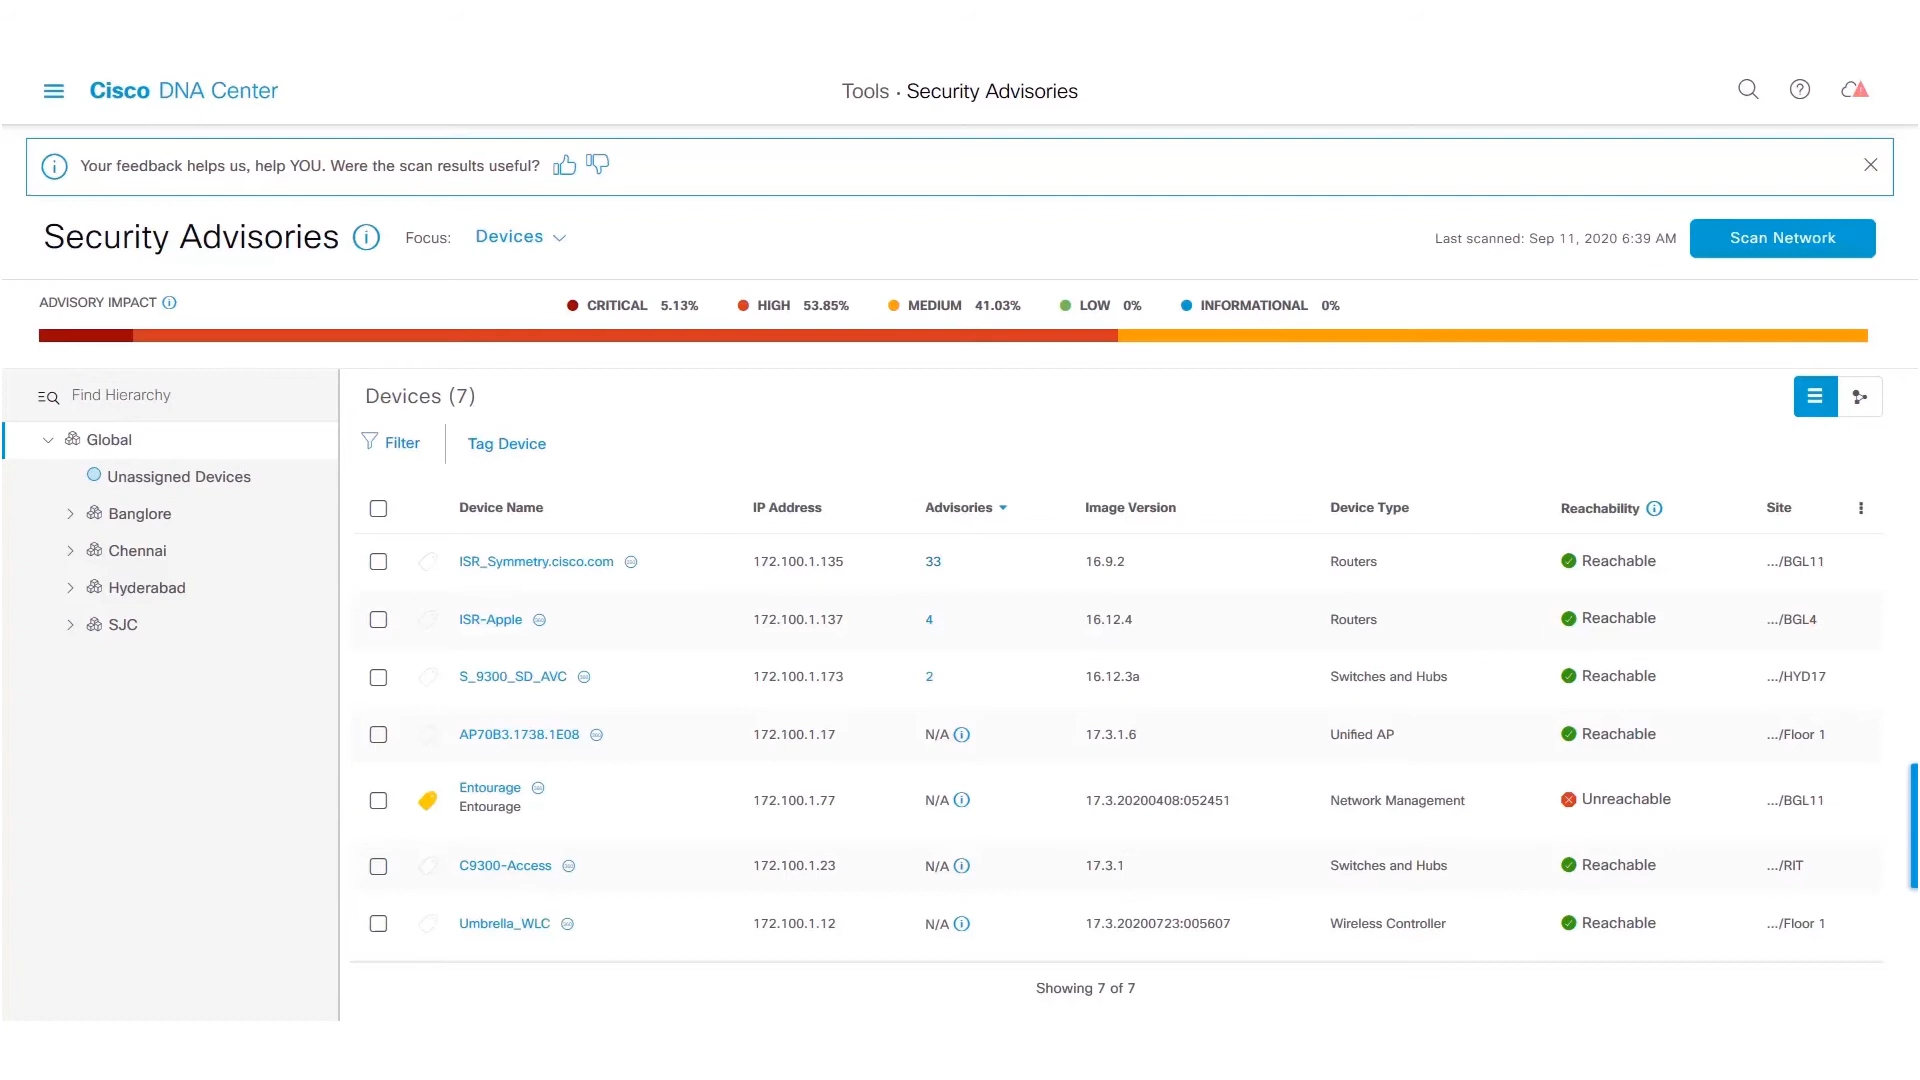 Cisco DNA Center
Tools · Security Advisories
Your feedback helps us, help YOU. Were the scan results useful?
Security Advisories
Focus: Devices
Last scanned: Sep 11, 2020 6:39 AM
Scan Network
ADVISORY IMPACT
CRITICAL 5.13%
HIGH 53.85%
MEDIUM 41.03%
LOW 0%
INFORMATIONAL 0%
Find Hierarchy
Global
Unassigned Devices
Banglore
Chennai
Hyderabad
SJC
Devices (7)
Filter
Tag Device
Device Name IP Address Advisories Image Version Device Type Reachability Site
ISR_Symmetry.cisco.com 172.100.1.135 33 16.9.2 Routers Reachable .../BGL11
ISR-Apple 172.100.1.137 4 16.12.4 Routers Reachable .../BGL4
S_9300_SD_AVC 172.100.1.173 2 16.12.3a Switches and Hubs Reachable .../HYD17
AP70B3.1738.1E08 172.100.1.17 N/A 17.3.1.6 Unified AP Reachable .../Floor 1
Entourage 172.100.1.77 N/A 17.3.20200408:052451 Network Management Unreachable .../BGL11
Entourage
C9300-Access 172.100.1.23 N/A 17.3.1 Switches and Hubs Reachable .../RIT
Umbrella_WLC 172.100.1.12 N/A 17.3.20200723:005607 Wireless Controller Reachable .../Floor 1
Showing 7 of 7